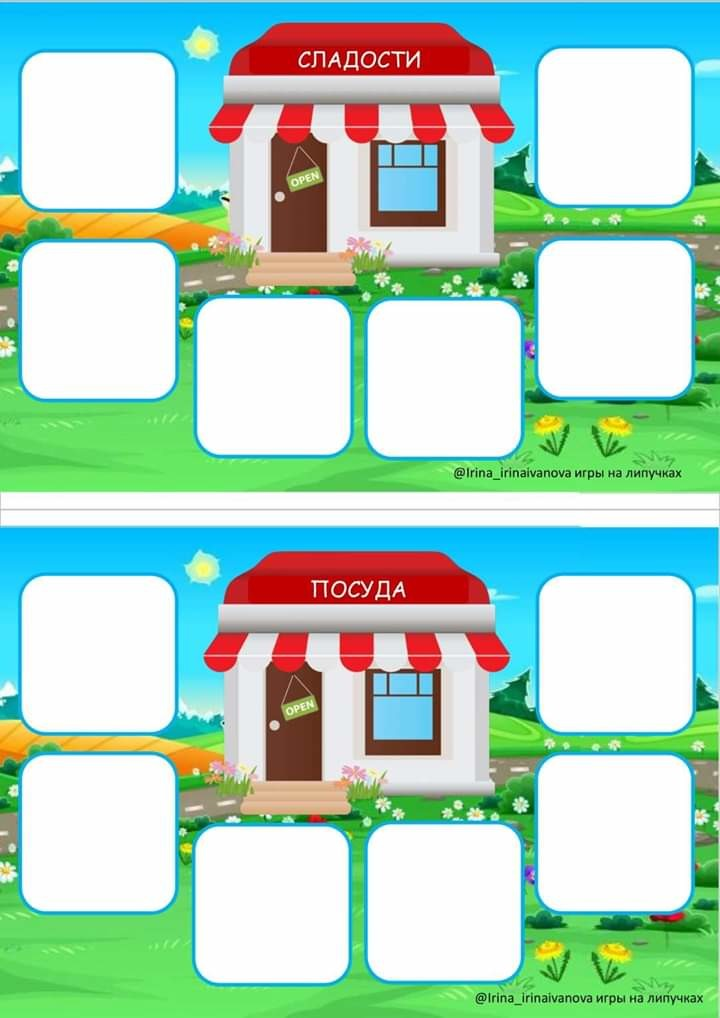 СЛАДОСТИ
OPEN
@Irina_irinaivanova игры на липучках
ПОСУДА
OPEN
@Irina_irinaivanova игры на липучках